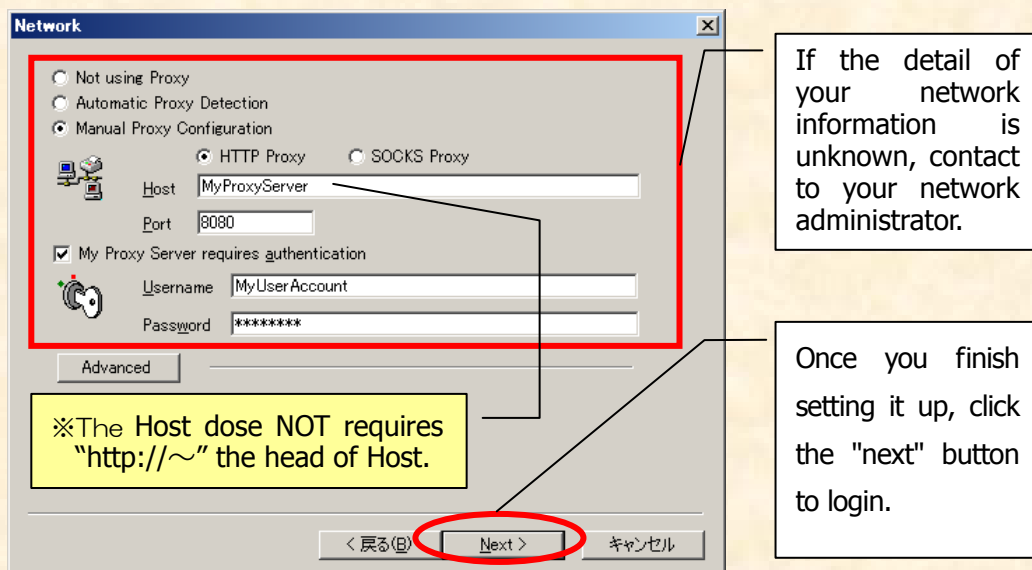 Network
Not using Proxy
Automatic Proxy Detection
Manual Proxy Configuration
HTTP Proxy
SOCKS Proxy
Host
MyProxyServer
Port
8080
My Proxy Server requires authentication
Username
MyUserAccount
Password
********
Advanced
※The Host dose NOT requires
“http://～” the head of Host.
< 戻る(B)
Next >
キャンセル
If the detail of
your network
information is
unknown, contact
to your network
administrator.
Once you finish
setting it up, click
the "next" button
to login.